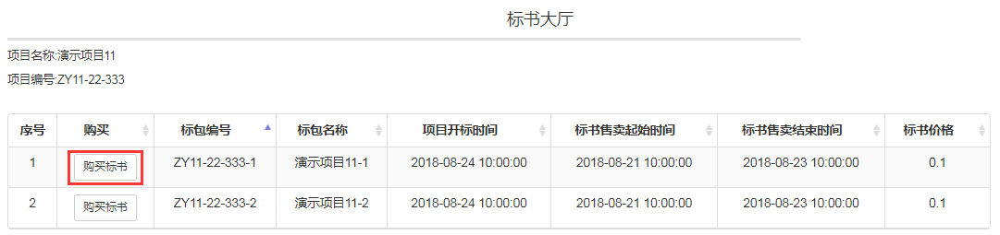 标书大厅
项目名称:演示项目11
项目编号:ZY11-22-333
序号 购买 标包编号 标包名称 项目开标时间 标书售卖起始时间 标书售卖结束时间 标书价格
1 购买标书 ZY11-22-333-1 演示项目11-1 2018-08-24 10:00:00 2018-08-21 10:00:00 2018-08-23 10:00:00 0.1
2 购买标书 ZY11-22-333-2 演示项目11-2 2018-08-24 10:00:00 2018-08-21 10:00:00 2018-08-23 10:00:00 0.1